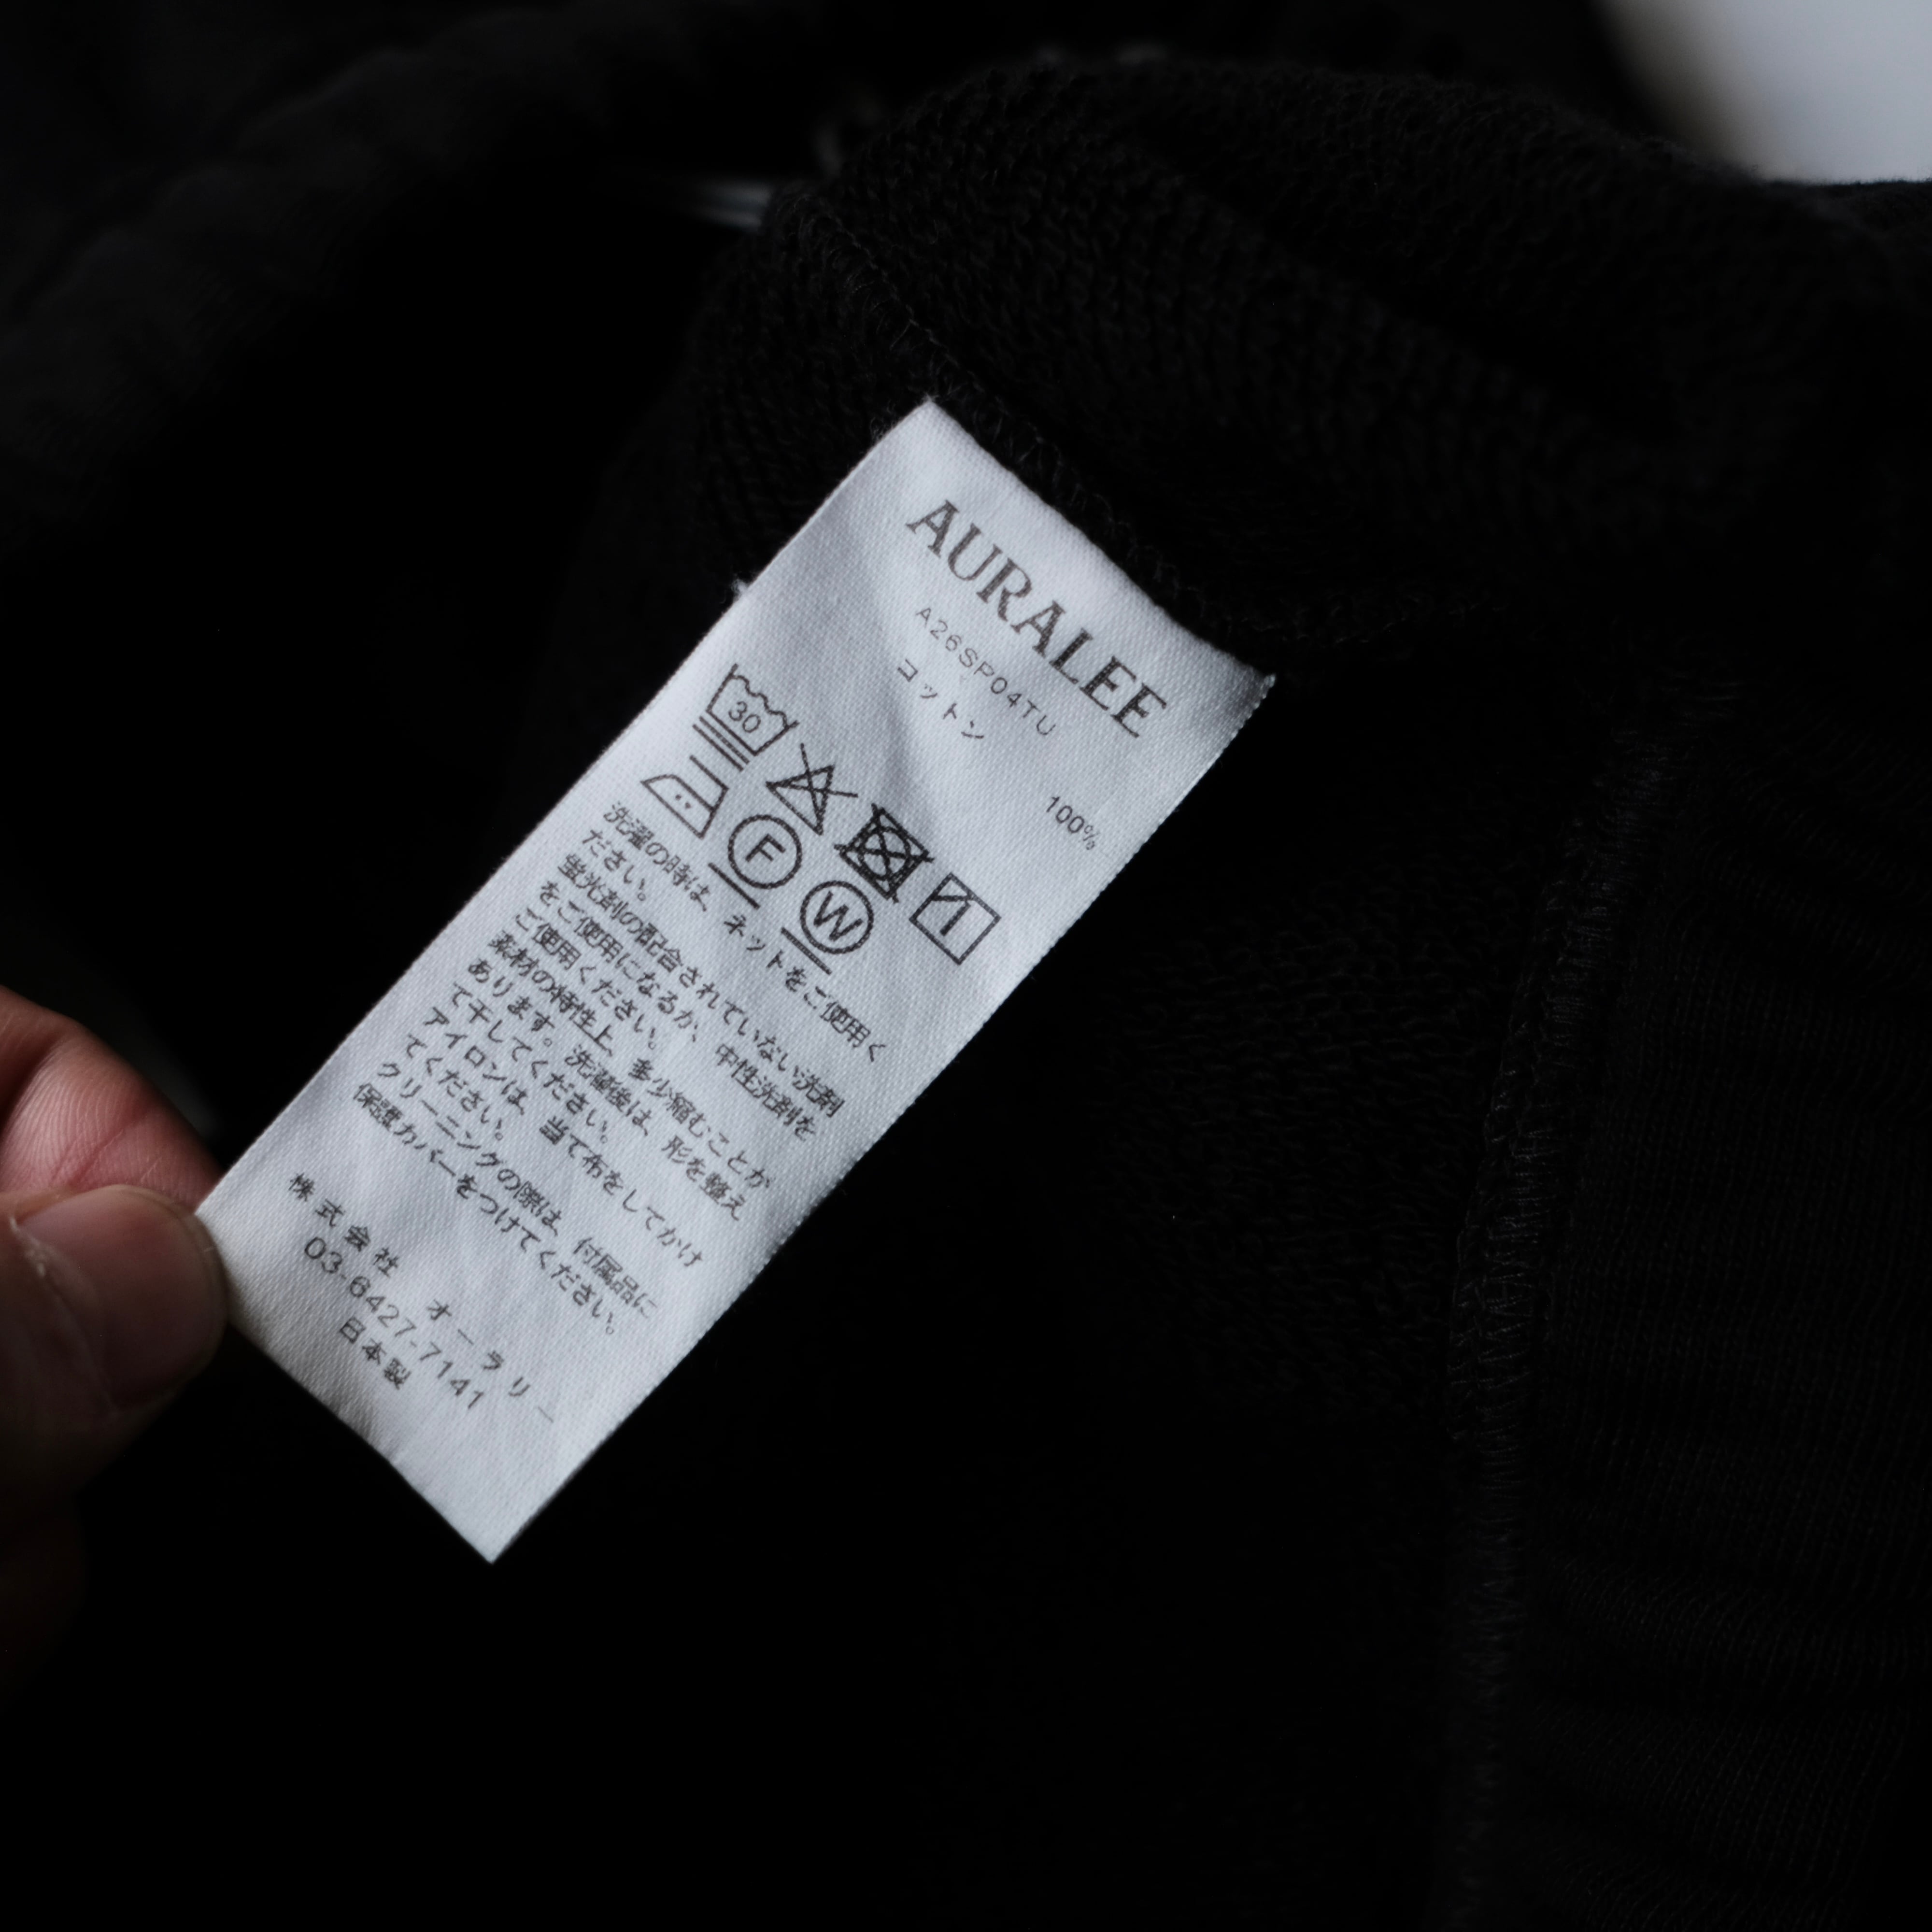 AURALEE
A26SP04TU
コットン 100%
30
F W
洗濯の時は、ネットをご使用く
ださい。
蛍光剤の配合されていない洗剤
をご使用になるか、中性洗剤を
ご使用ください。
素材の特性上、多少縮むことが
あります。洗濯後は、形を整え
て干してください。
アイロンは、当て布をしてかけ
てください。
クリーニングの際は、付属品に
保護カバーをつけてください。
株式会社 オーラリー
03-6427-7141
日本製